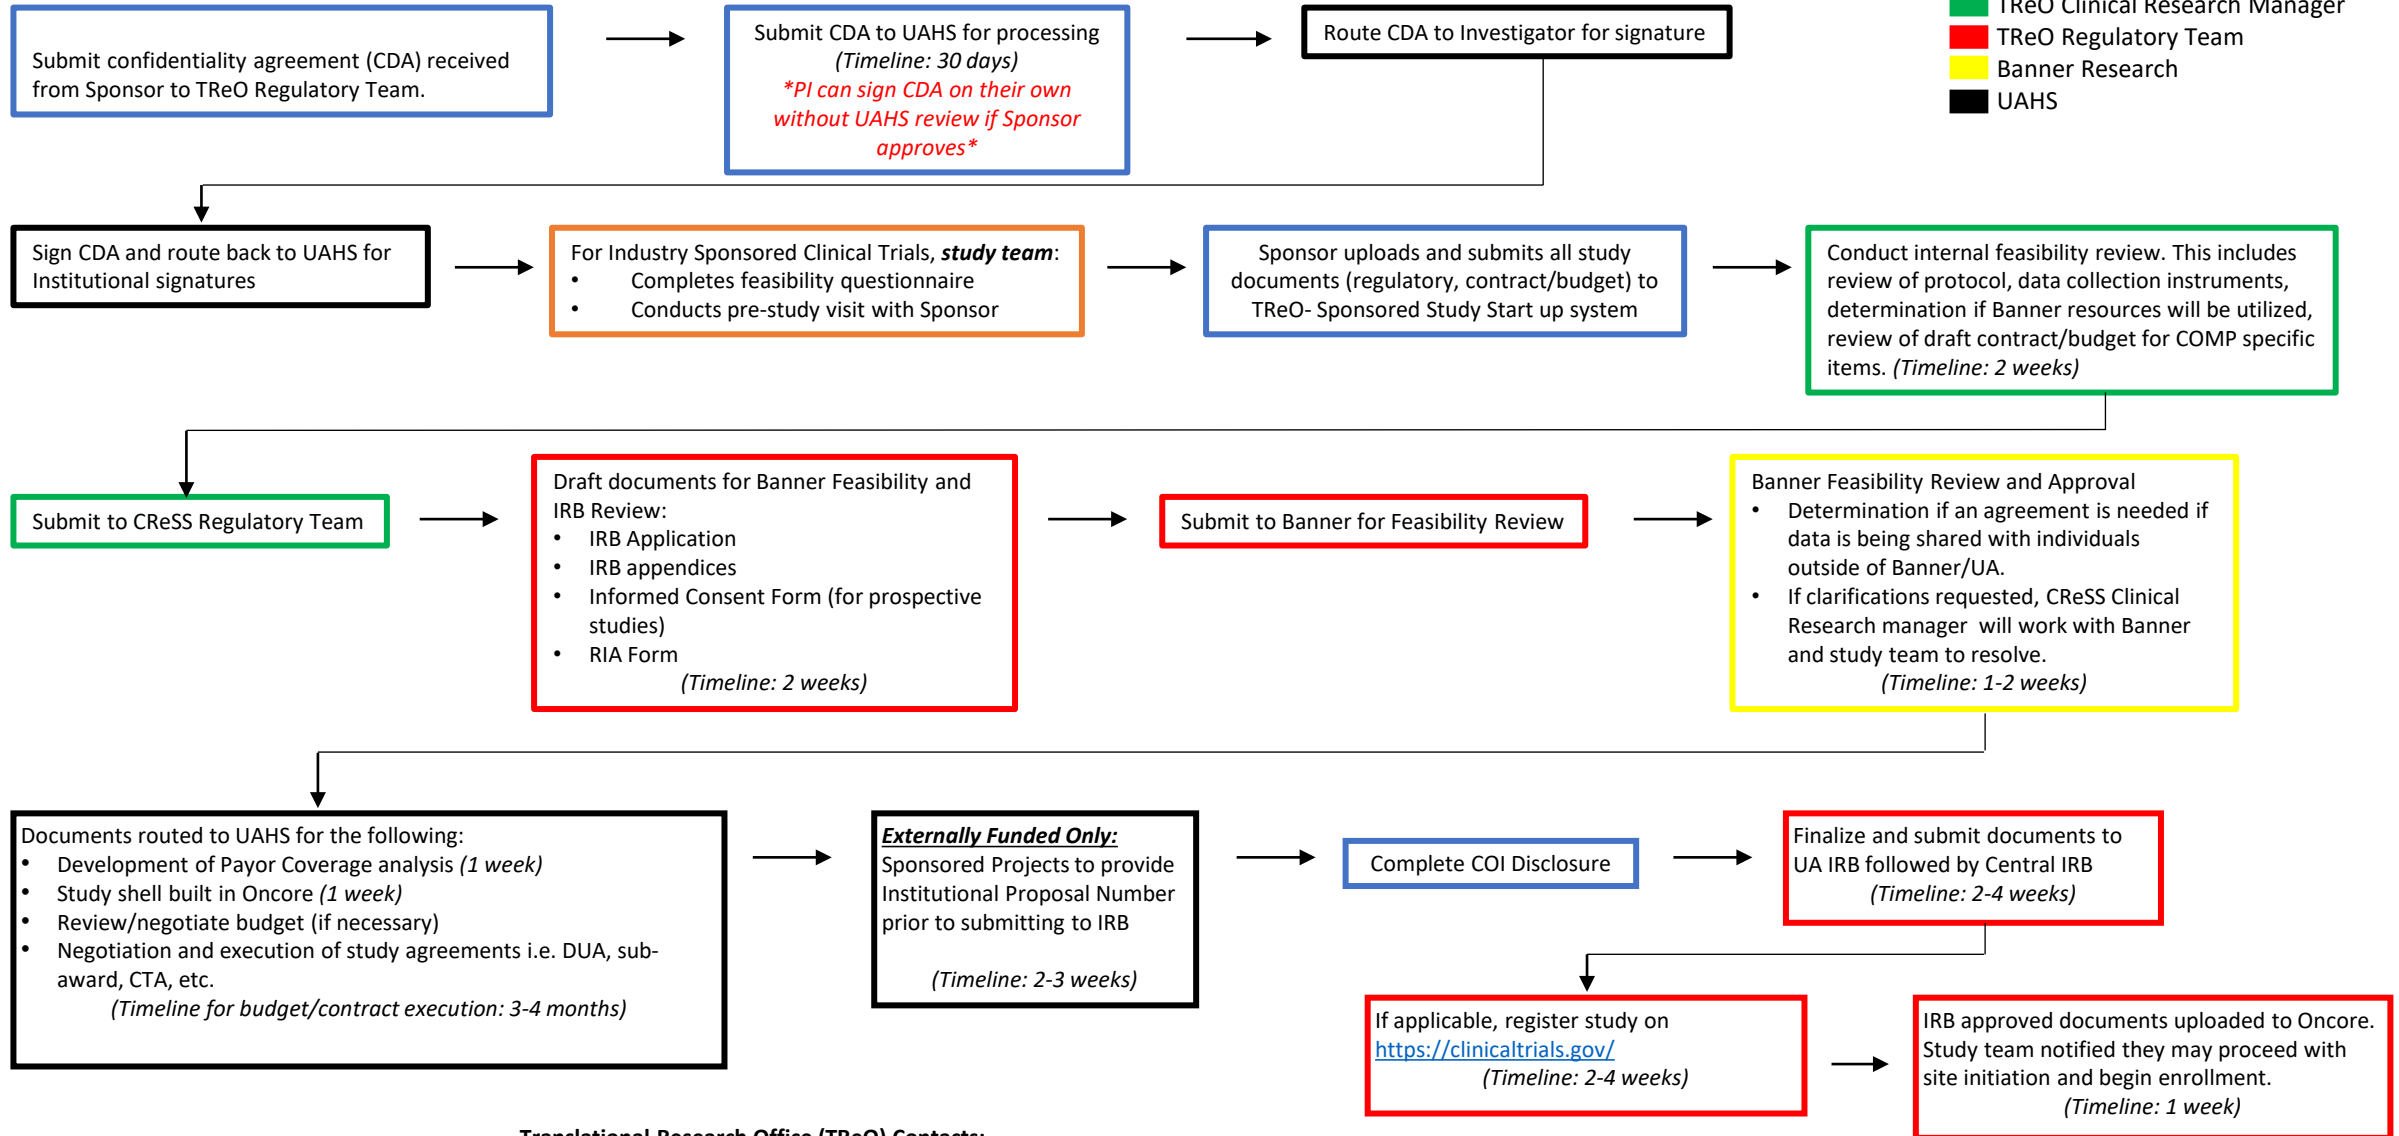 TReO Clinical Research Manager
TReO Regulatory Team
Banner Research
UAHS
Submit confidentiality agreement (CDA) received
from Sponsor to TReO Regulatory Team.
Submit CDA to UAHS for processing
(Timeline: 30 days)
*PI can sign CDA on their own
without UAHS review if Sponsor
approves*
Route CDA to Investigator for signature
Sign CDA and route back to UAHS for
Institutional signatures
For Industry Sponsored Clinical Trials, study team:
• Completes feasibility questionnaire
• Conducts pre-study visit with Sponsor
Sponsor uploads and submits all study
documents (regulatory, contract/budget) to
TReO- Sponsored Study Start up system
Conduct internal feasibility review. This includes
review of protocol, data collection instruments,
determination if Banner resources will be utilized,
review of draft contract/budget for COMP specific
items. (Timeline: 2 weeks)
Submit to CReSS Regulatory Team
Draft documents for Banner Feasibility and
IRB Review:
• IRB Application
• IRB appendices
• Informed Consent Form (for prospective
studies)
• RIA Form
(Timeline: 2 weeks)
Submit to Banner for Feasibility Review
Banner Feasibility Review and Approval
• Determination if an agreement is needed if
data is being shared with individuals
outside of Banner/UA.
• If clarifications requested, CReSS Clinical
Research manager will work with Banner
and study team to resolve.
(Timeline: 1-2 weeks)
Documents routed to UAHS for the following:
• Development of Payor Coverage analysis (1 week)
• Study shell built in Oncore (1 week)
• Review/negotiate budget (if necessary)
• Negotiation and execution of study agreements i.e. DUA, sub-
award, CTA, etc.
(Timeline for budget/contract execution: 3-4 months)
Externally Funded Only:
Sponsored Projects to provide
Institutional Proposal Number
prior to submitting to IRB
(Timeline: 2-3 weeks)
Complete COI Disclosure
Finalize and submit documents to
UA IRB followed by Central IRB
(Timeline: 2-4 weeks)
If applicable, register study on
https://clinicaltrials.gov/
(Timeline: 2-4 weeks)
IRB approved documents uploaded to Oncore.
Study team notified they may proceed with
site initiation and begin enrollment.
(Timeline: 1 week)
Translational Research Office (TReO) Contacts: